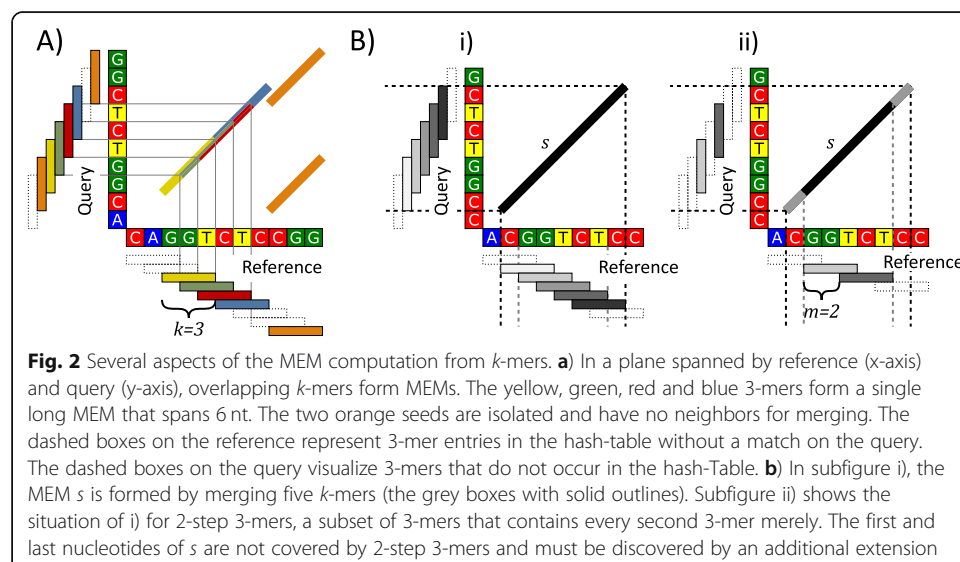 A)
B)
i)
ii)
G
G
C
T
C
T
G
G
C
A
Query
C A G G T C T C C G G
Reference
k=3
G
C
T
C
T
G
G
C
C
Query
s
A C G G T C T C C
Reference
G
C
T
C
T
G
G
C
C
Query
s
A C G G T C T C C
Reference
m=2
Fig. 2 Several aspects of the MEM computation from k-mers. a) In a plane spanned by reference (x-axis)
and query (y-axis), overlapping k-mers form MEMs. The yellow, green, red and blue 3-mers form a single
long MEM that spans 6 nt. The two orange seeds are isolated and have no neighbors for merging. The
dashed boxes on the reference represent 3-mer entries in the hash-table without a match on the query.
The dashed boxes on the query visualize 3-mers that do not occur in the hash-Table. b) In subfigure i), the
MEM s is formed by merging five k-mers (the grey boxes with solid outlines). Subfigure ii) shows the
situation of i) for 2-step 3-mers, a subset of 3-mers that contains every second 3-mer merely. The first and
last nucleotides of s are not covered by 2-step 3-mers and must be discovered by an additional extension